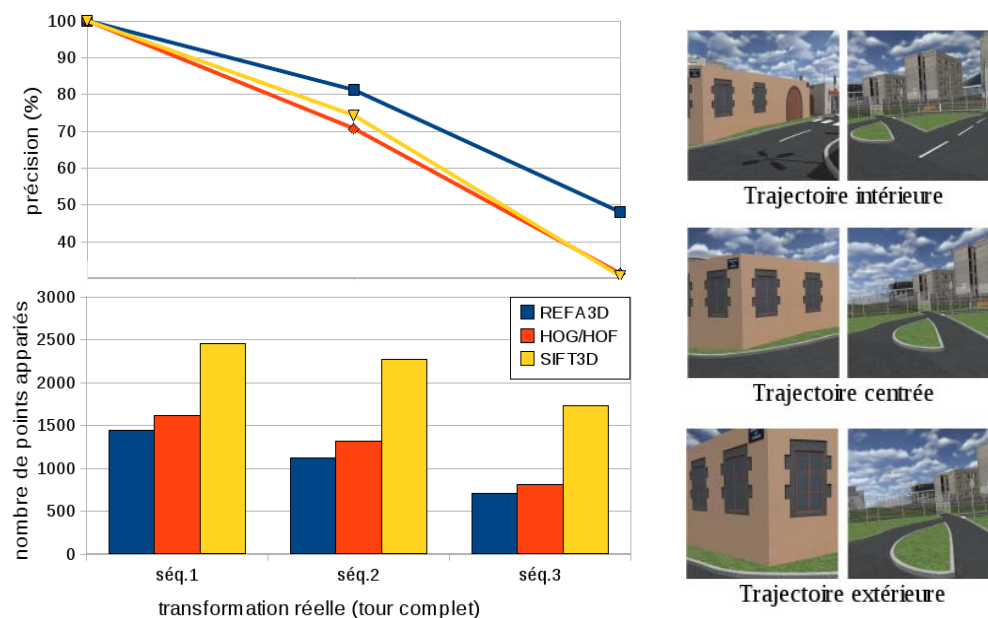 100
90
80
70
60
50
40
précision (%)
3000
2500
2000
1500
1000
500
0
nombre de points appariés
REFA3D
HOG/HOF
SIFT3D
séq.1
séq.2
séq.3
transformation réelle (tour complet)
Trajectoire intérieure
Trajectoire centrée
Trajectoire extérieure